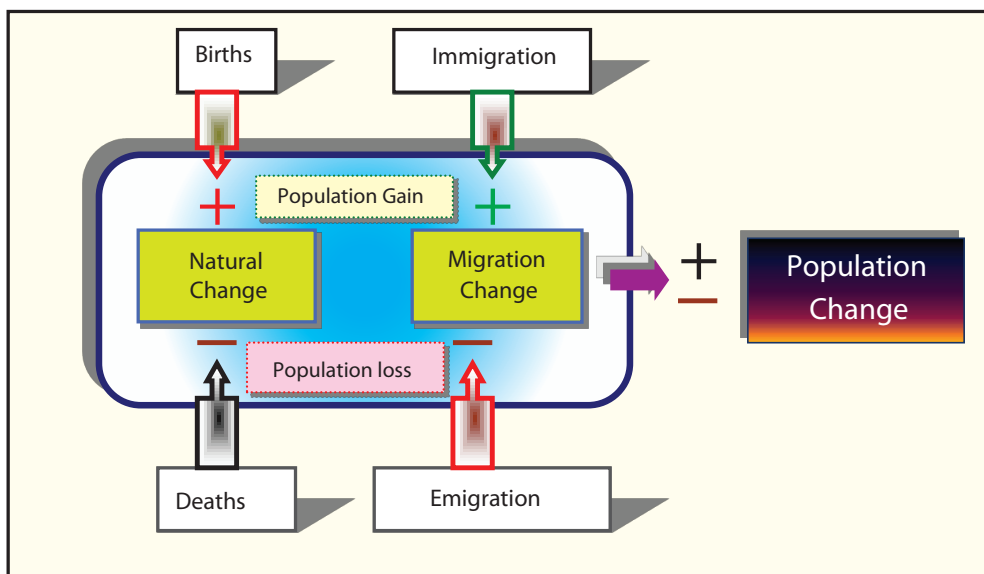 Births
Immigration
Population Gain
+
+
Natural
Change
Migration
Change
+
−
Population
Change
−
−
Population loss
Deaths
Emigration